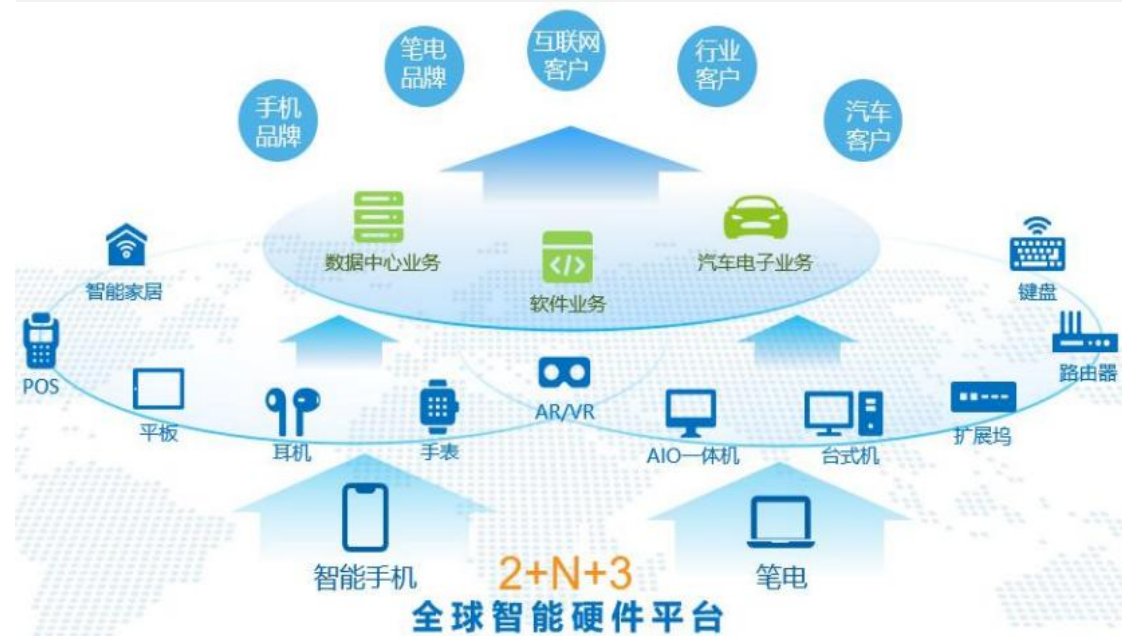 手机
品牌
笔电
品牌
互联网
客户
行业
客户
汽车
客户
数据中心业务
软件业务
汽车电子业务
智能家居
POS
平板
耳机
手表
AR/VR
AIO一体机
台式机
扩展坞
路由器
键盘
智能手机
笔电
2+N+3
全球智能硬件平台